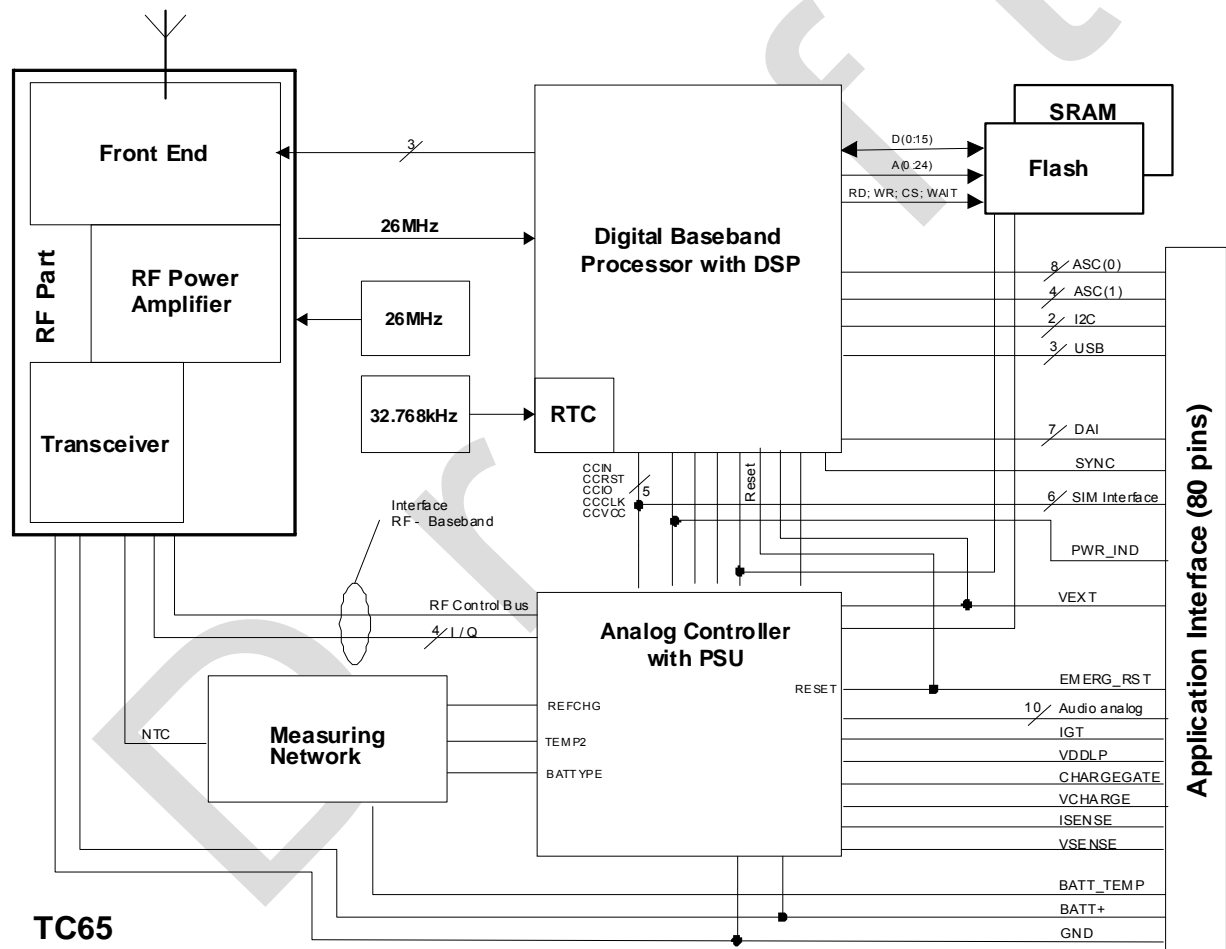 Draft
SRAM
Flash
Front End
3
D(0:15)
A(0:24)
RD; WR; CS; WAIT
26MHz
Digital Baseband
Processor with DSP
RF Part
RF Power
Amplifier
26MHz
8 ASC(0)
4 ASC(1)
2 I2C
3 USB
32.768kHz
RTC
Transceiver
7 DAI
SYNC
CCIN
CCRST
CCIO
CCCLK
CCVCC
5
Reset
6 SIM Interface
Interface
RF - Baseband
PWR_IND
VEXT
RF Control Bus
4 I / Q
Analog Controller
with PSU
RESET
EMERG_RST
10 Audio analog
IGT
VDDLP
CHARGEGATE
VCHARGE
ISENSE
VSENSE
NTC
Measuring
Network
REFCHG
TEMP2
BATTYPE
BATT_TEMP
BATT+
GND
Application Interface (80 pins)
TC65